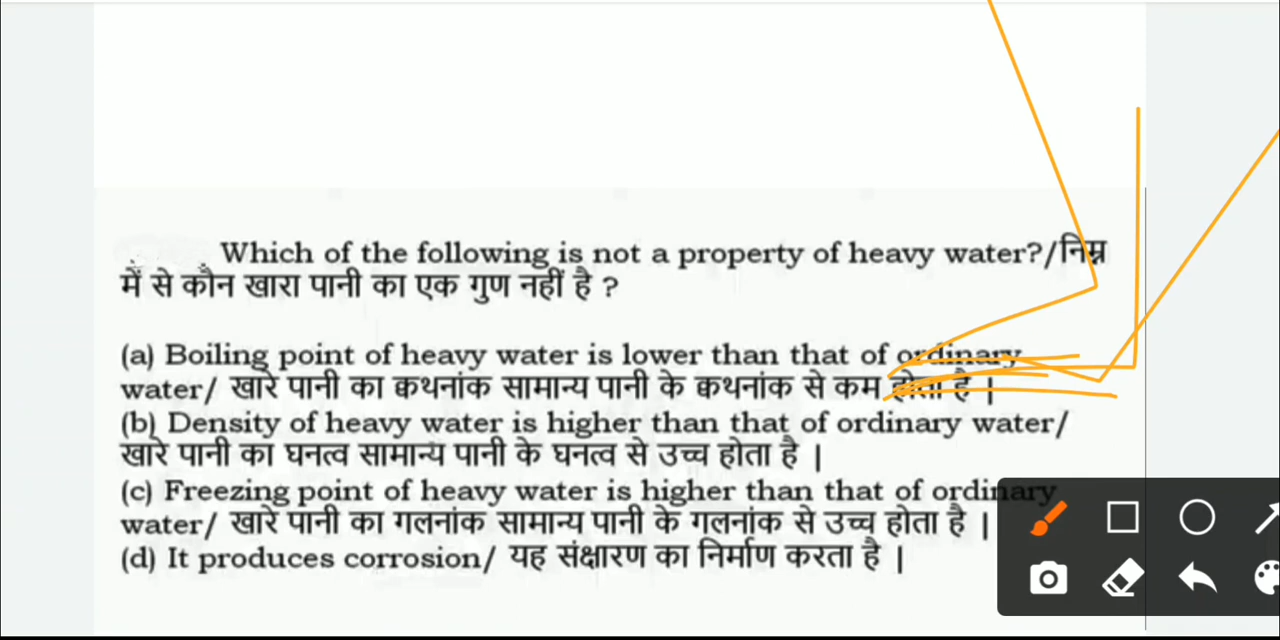 Which of the following is not a property of heavy water?/निम्न
में से कौन खारा पानी का एक गुण नहीं है ?
(a) Boiling point of heavy water is lower than that of ordinary
water/ खारे पानी का क्वथनांक सामान्य पानी के क्वथनांक से कम होता है |
(b) Density of heavy water is higher than that of ordinary water/
खारे पानी का घनत्व सामान्य पानी के घनत्व से उच्च होता है |
(c) Freezing point of heavy water is higher than that of ordinary
water/ खारे पानी का गलनांक सामान्य पानी के गलनांक से उच्च होता है |
(d) It produces corrosion/ यह संक्षारण का निर्माण करता है |